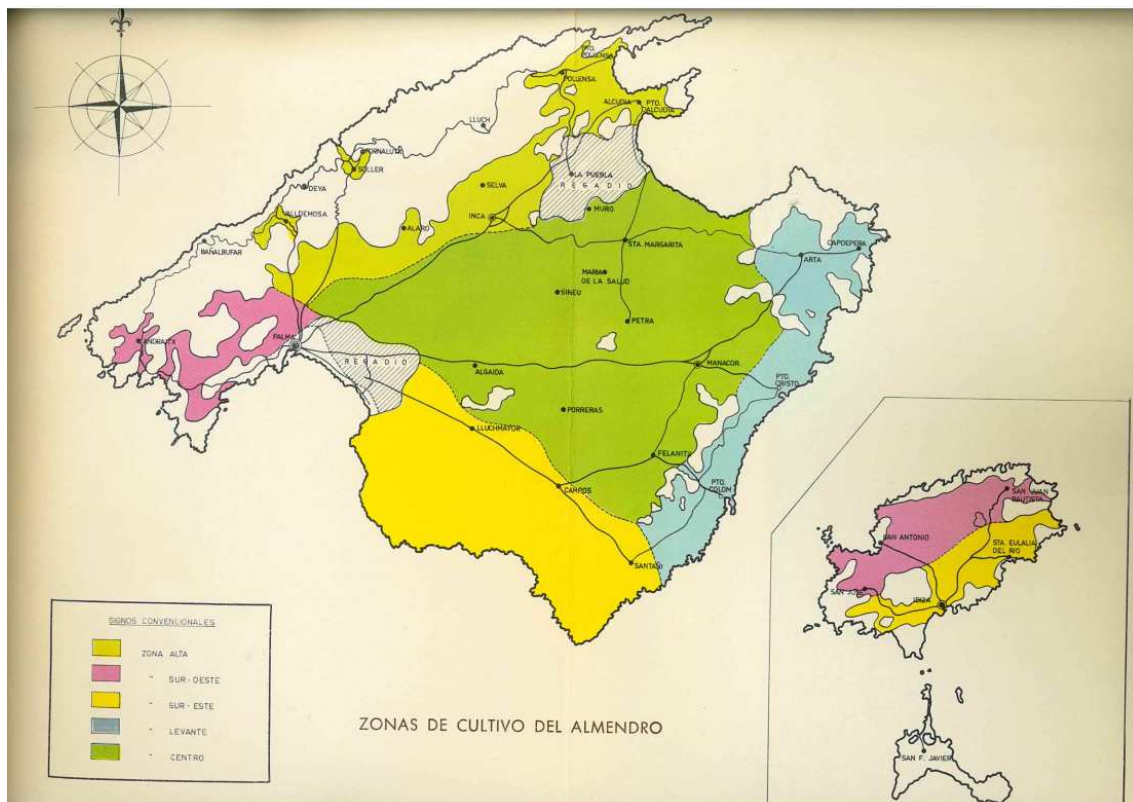 PTO.
POLLENSA
POLLENSA
ALCUDIA
PTO.
D'ALCUDIA
LLUCH
FORNALUTX
SOLLER
DEYA
SELVA
LA PUEBLA
REGADIO
MURO
INCA
VALLDEMOSA
ALARO
BAÑALBUFAR
STA. MARGARITA
CAPDEPERA
ARTA
MARIA
DE LA SALUD
SINEU
PETRA
ANDRAITX
PALMA
REGADIO
ALGAIDA
MANACOR
PTO.
CRISTO
PORRERAS
LLUCHMAYOR
FELANITX
CAMPOS
PTO.
COLOM
SANTAÑI
SAN JUAN
BAUTISTA
SAN ANTONIO
STA. EULALIA
DEL RIO
SAN JOSE
IBIZA
SAN F. JAVIER
SIGNOS CONVENCIONALES
ZONA ALTA
" SUR-OESTE
" SUR-ESTE
" LEVANTE
" CENTRO
ZONAS DE CULTIVO DEL ALMENDRO